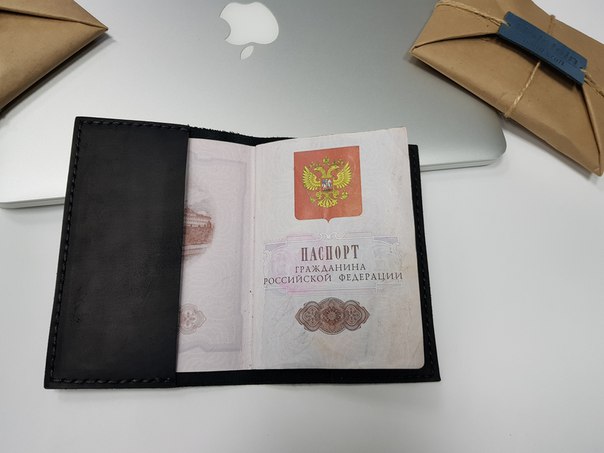 ПАСПОРТ
ГРАЖДАНИНА
РОССИЙСКОЙ ФЕДЕРАЦИИ